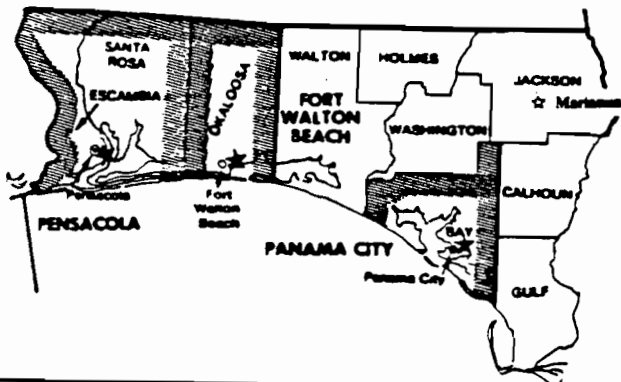 SANTA
ROSA
ESCAMBIA
OKALOOSA
WALTON
HOLMES
JACKSON
Marianna
FORT
WALTON
BEACH
WASHINGTON
CALHOUN
Pensacola
Fort
Walton
Beach
PENSACOLA
PANAMA CITY
BAY
Panama City
GULF